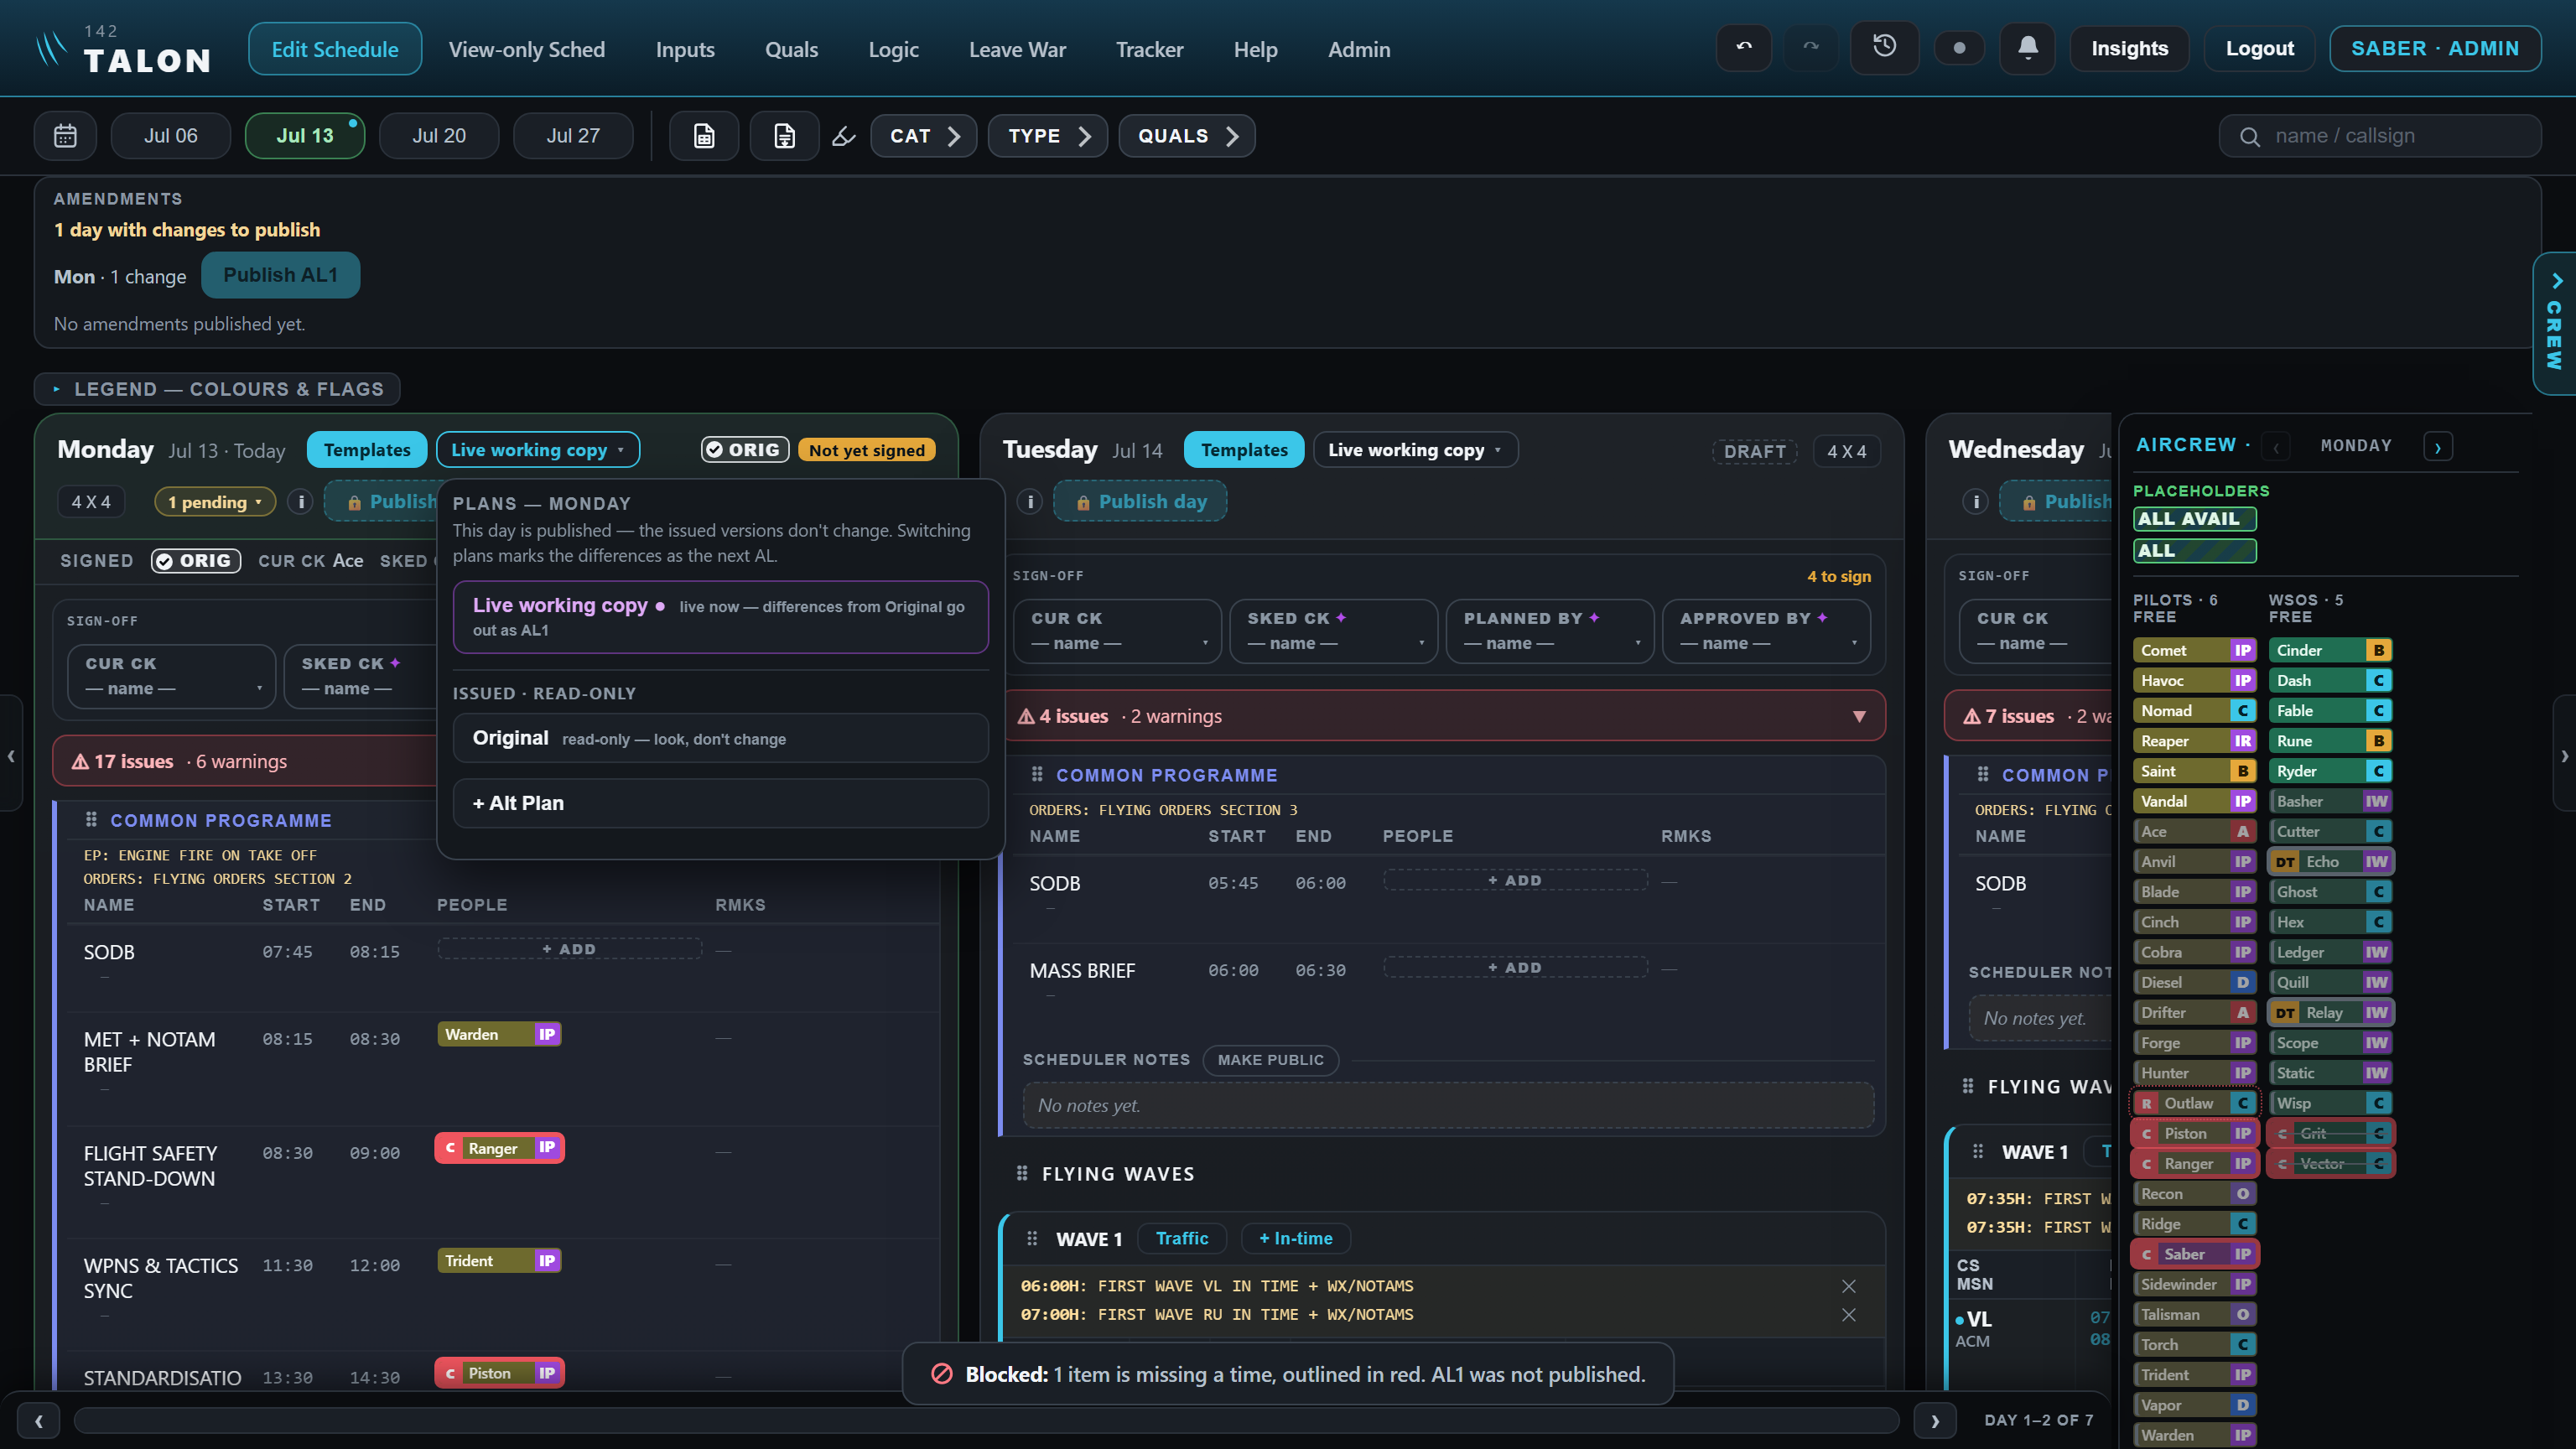 142
TALON
Edit Schedule
View-only Sched
Inputs
Quals
Logic
Leave War
Tracker
Help
Admin
Insights
Logout
SABER · ADMIN
Jul 06
Jul 13
Jul 20
Jul 27
CAT
TYPE
QUALS
name / callsign
AMENDMENTS
1 day with changes to publish
Mon · 1 change
Publish AL1
No amendments published yet.
CREW
LEGEND — COLOURS & FLAGS
Monday Jul 13 · Today
Templates
Live working copy
ORIG
Not yet signed
4 X 4
1 pending
i
Publish
SIGNED
ORIG
CUR CK Ace
SKED
SIGN-OFF
CUR CK
— name —
SKED CK
— name —
17 issues · 6 warnings
COMMON PROGRAMME
EP: ENGINE FIRE ON TAKE OFF
ORDERS: FLYING ORDERS SECTION 2
NAME START END PEOPLE RMKS
SODB 07:45 08:15 + ADD —
—
MET + NOTAM BRIEF 08:15 08:30 Warden IP —
—
FLIGHT SAFETY STAND-DOWN 08:30 09:00 C Ranger IP —
—
WPNS & TACTICS SYNC 11:30 12:00 Trident IP —
—
STANDARDISATIO 13:30 14:30 C Piston IP —
PLANS — MONDAY
This day is published — the issued versions don't change. Switching
plans marks the differences as the next AL.
Live working copy ● live now — differences from Original go
out as AL1
ISSUED · READ-ONLY
Original read-only — look, don't change
+ Alt Plan
Tuesday Jul 14
Templates
Live working copy
DRAFT
4 X 4
i
Publish day
SIGN-OFF
4 to sign
CUR CK
— name —
SKED CK
— name —
PLANNED BY
— name —
APPROVED BY
— name —
4 issues · 2 warnings
COMMON PROGRAMME
ORDERS: FLYING ORDERS SECTION 3
NAME START END PEOPLE RMKS
SODB 05:45 06:00 + ADD —
—
MASS BRIEF 06:00 06:30 + ADD —
—
SCHEDULER NOTES
MAKE PUBLIC
No notes yet.
FLYING WAVES
WAVE 1
Traffic
+ In-time
06:00H: FIRST WAVE VL IN TIME + WX/NOTAMS
07:00H: FIRST WAVE RU IN TIME + WX/NOTAMS
Wednesday
i
Publish
SIGN-OFF
CUR CK
— name —
7 issues · 2 wa
COMMON P
ORDERS: FLYING
NAME
SODB
—
SCHEDULER NOT
No notes yet.
FLYING WAV
WAVE 1
07:35H: FIRST W
07:35H: FIRST W
CS
MSN
VL 07
ACM 08
AIRCREW ·
MONDAY
PLACEHOLDERS
ALL AVAIL
ALL
PILOTS · 6 FREE
WSOS · 5 FREE
Comet IP Cinder B
Havoc IP Dash C
Nomad C Fable C
Reaper IR Rune B
Saint B Ryder C
Vandal IP Basher IW
Ace A Cutter C
Anvil IP DT Echo IW
Blade IP Ghost C
Cinch IP Hex C
Cobra IP Ledger IW
Diesel D Quill IW
Drifter A DT Relay IW
Forge IP Scope IW
Hunter IP Static IW
R Outlaw C Wisp C
C Piston IP C Grit C
C Ranger IP C Vector C
Recon O
Ridge C
C Saber IP
Sidewinder IP
Talisman O
Torch C
Trident IP
Vapor D
Warden IP
Blocked: 1 item is missing a time, outlined in red. AL1 was not published.
DAY 1–2 OF 7